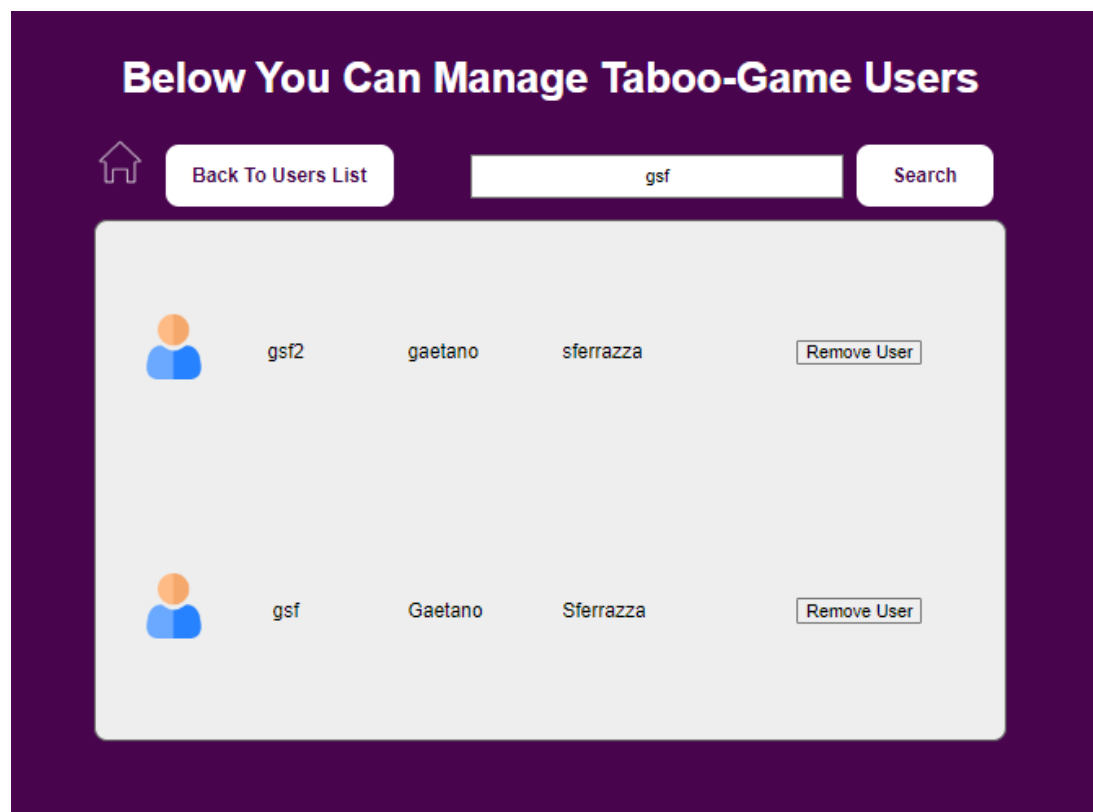 Below You Can Manage Taboo-Game Users
Back To Users List gsf Search
gsf2 gaetano sferrazza Remove User
gsf Gaetano Sferrazza Remove User